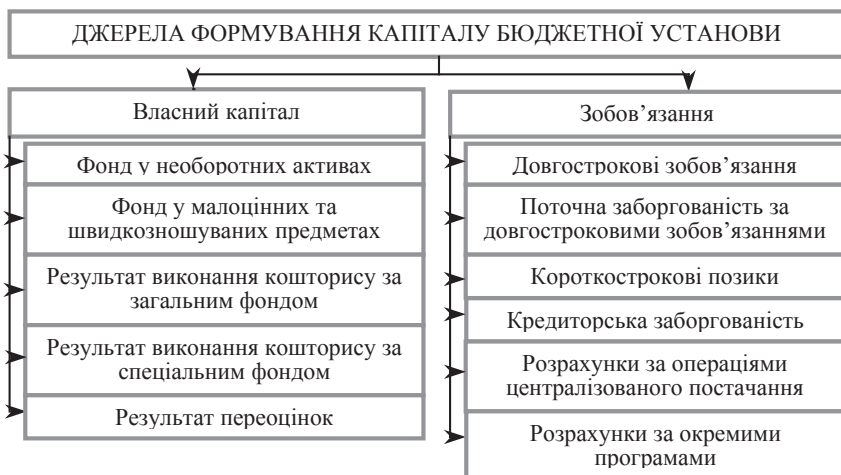 ДЖЕРЕЛА ФОРМУВАННЯ КАПІТАЛУ БЮДЖЕТНОЇ УСТАНОВИ
Власний капітал
Фонд у необоротних активах
Фонд у малоцінних та
швидкозношуваних предметах
Результат виконання кошторису за
загальним фондом
Результат виконання кошторису за
спеціальним фондом
Результат переоцінок
Зобов’язання
Довгострокові зобов’язання
Поточна заборгованість за
довгостроковими зобов’язаннями
Короткострокові позики
Кредиторська заборгованість
Розрахунки за операціями
централізованого постачання
Розрахунки за окремими
програмами